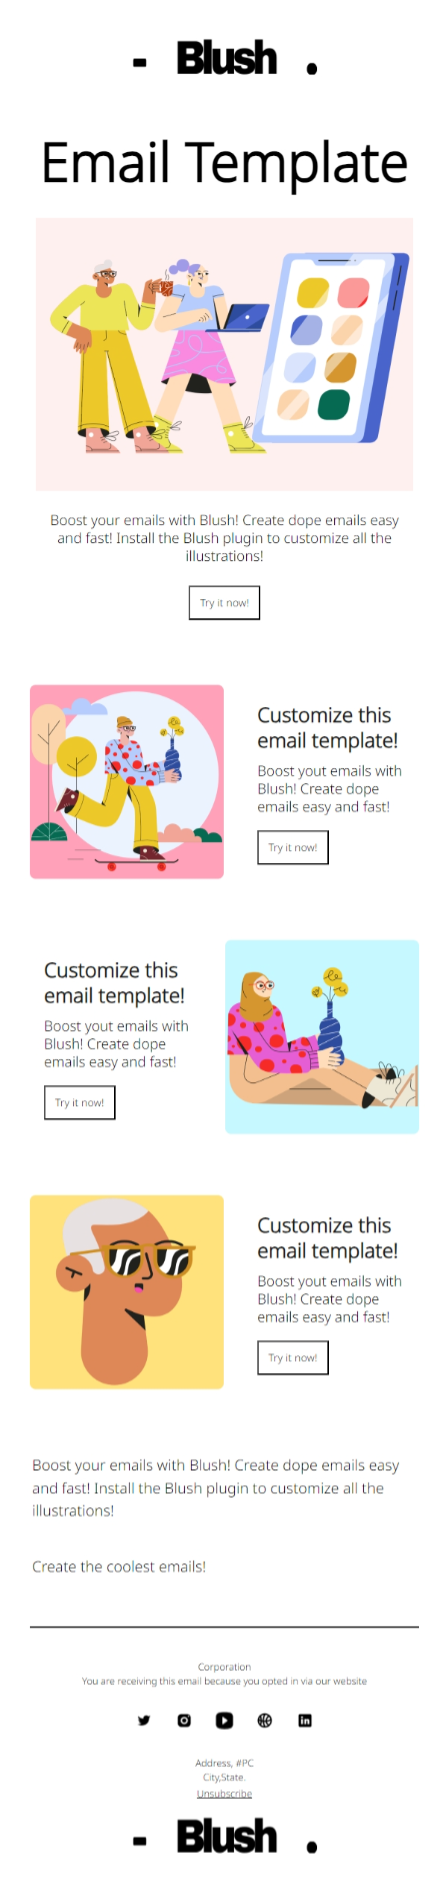 - Blush .
Email Template
Boost your emails with Blush! Create dope emails easy
and fast! Install the Blush plugin to customize all the
illustrations!
Try it now!
Customize this
email template!
Boost yout emails with
Blush! Create dope
emails easy and fast!
Try it now!
Customize this
email template!
Boost yout emails with
Blush! Create dope
emails easy and fast!
Try it now!
Customize this
email template!
Boost yout emails with
Blush! Create dope
emails easy and fast!
Try it now!
Boost your emails with Blush! Create dope emails easy
and fast! Install the Blush plugin to customize all the
illustrations!
Create the coolest emails!
Corporation
You are receiving this email because you opted in via our website
Address, #PC
City,State.
Unsubscribe
- Blush .